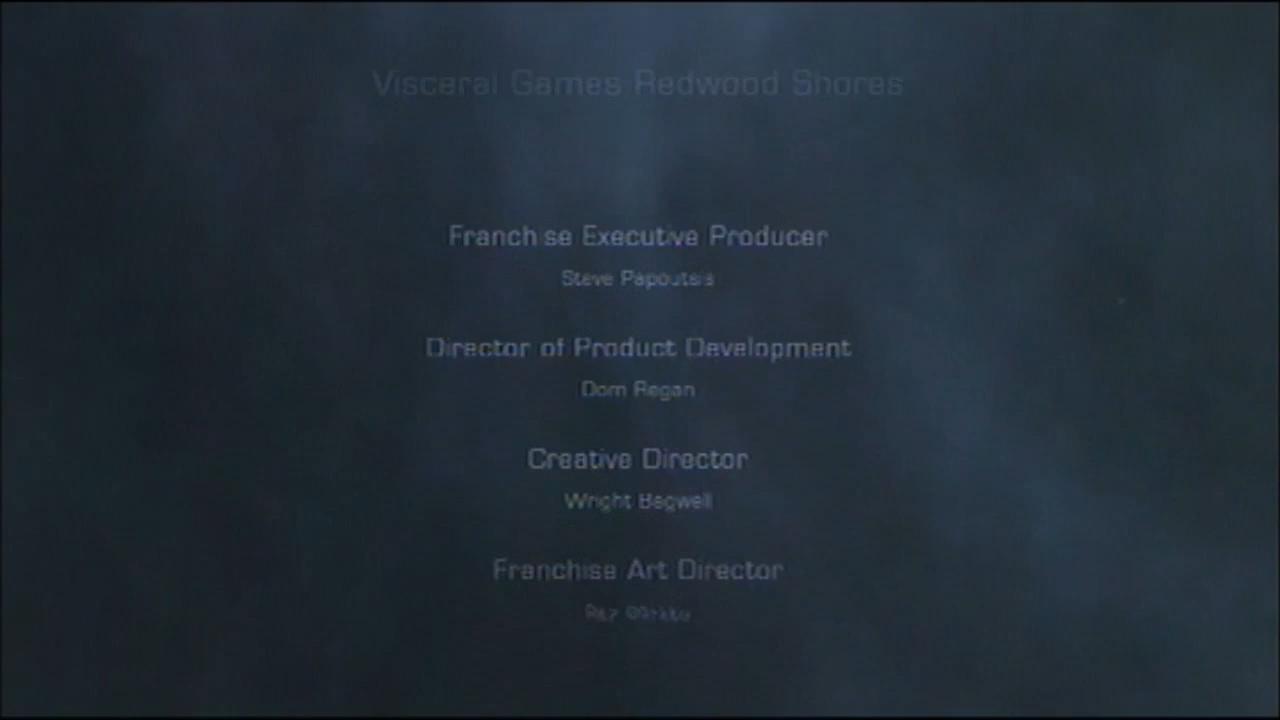 Visceral Games Redwood Shores
Franchise Executive Producer
Steve Papoutsis
Director of Product Development
Dom Regan
Creative Director
Wright Bagwell
Franchise Art Director